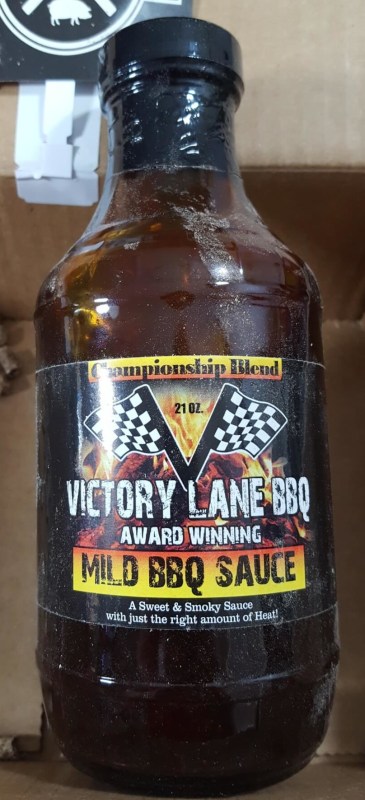 Championship Blend
21 OZ.
VICTORY LANE BBQ
AWARD WINNING
MILD BBQ SAUCE
A Sweet & Smoky Sauce
with just the right amount of Heat!